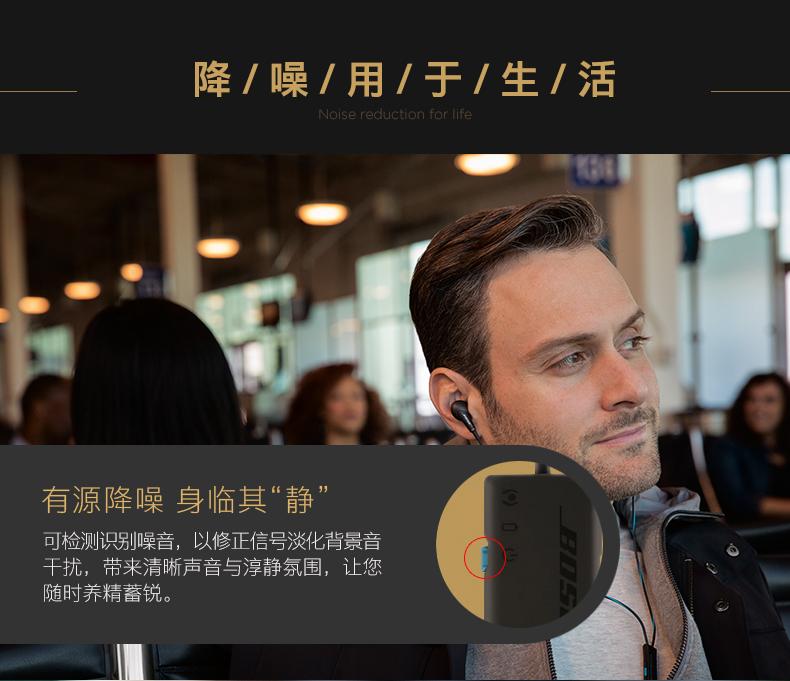 降/噪/用/于/生/活
Noise reduction for life
136
有源降噪 身临其“静”
可检测识别噪音，以修正信号淡化背景音
干扰，带来清晰声音与淳静氛围，让您
随时养精蓄锐。
BOSE